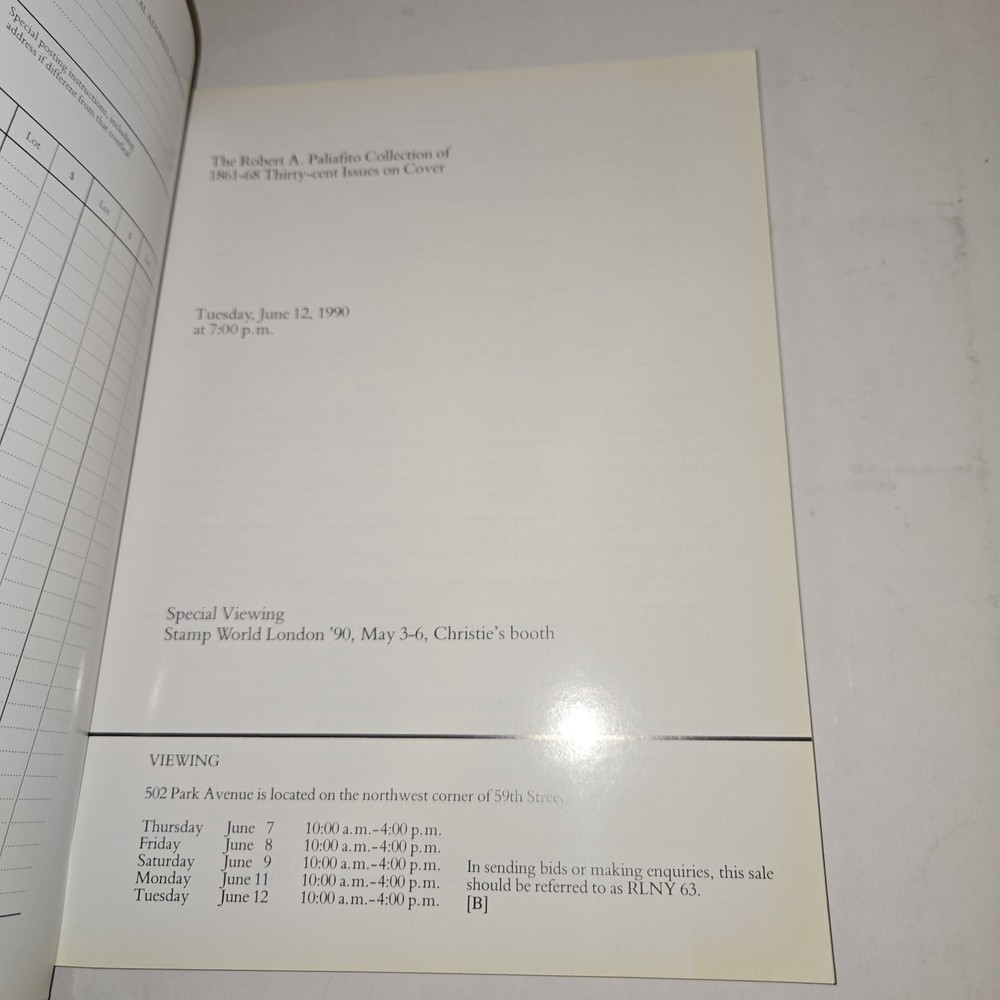 AL ADDRESS
Special posting instructions, including
address if different from that overleaf
Lot
$
Lot
$
The Robert A. Paliafito Collection of
1861-68 Thirty-cent Issues on Cover
Tuesday, June 12, 1990
at 7:00 p.m.
Special Viewing
Stamp World London '90, May 3-6, Christie's booth
VIEWING
502 Park Avenue is located on the northwest corner of 59th Street.
Thursday June 7 10:00 a.m.-4:00 p.m.
Friday June 8 10:00 a.m.-4:00 p.m.
Saturday June 9 10:00 a.m.-4:00 p.m.
Monday June 11 10:00 a.m.-4:00 p.m.
Tuesday June 12 10:00 a.m.-4:00 p.m.
In sending bids or making enquiries, this sale
should be referred to as RLNY 63.
[B]